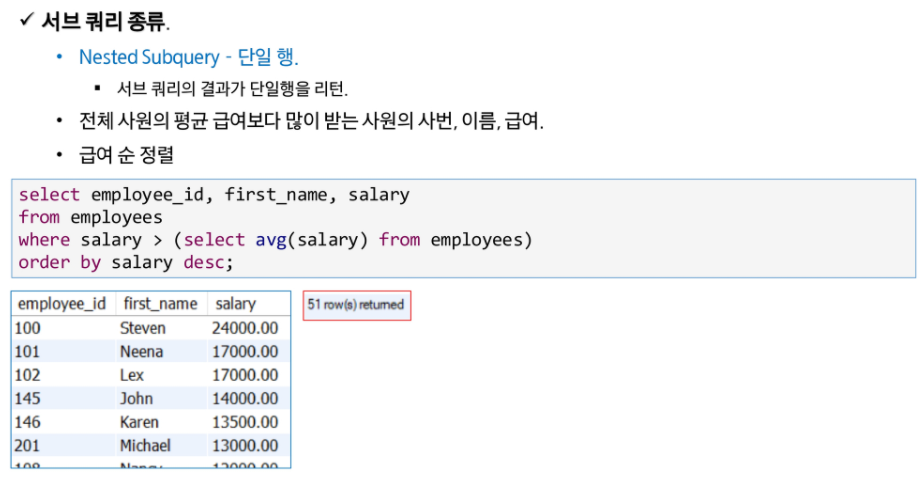 ✓ 서브 쿼리 종류.
• Nested Subquery - 단일 행.
▪ 서브 쿼리의 결과가 단일행을 리턴.
• 전체 사원의 평균 급여보다 많이 받는 사원의 사번, 이름, 급여.
• 급여 순 정렬
select employee_id, first_name, salary
from employees
where salary > (select avg(salary) from employees)
order by salary desc;
employee_id first_name salary
51 row(s) returned
100 Steven 24000.00
101 Neena 17000.00
102 Lex 17000.00
145 John 14000.00
146 Karen 13500.00
201 Michael 13000.00